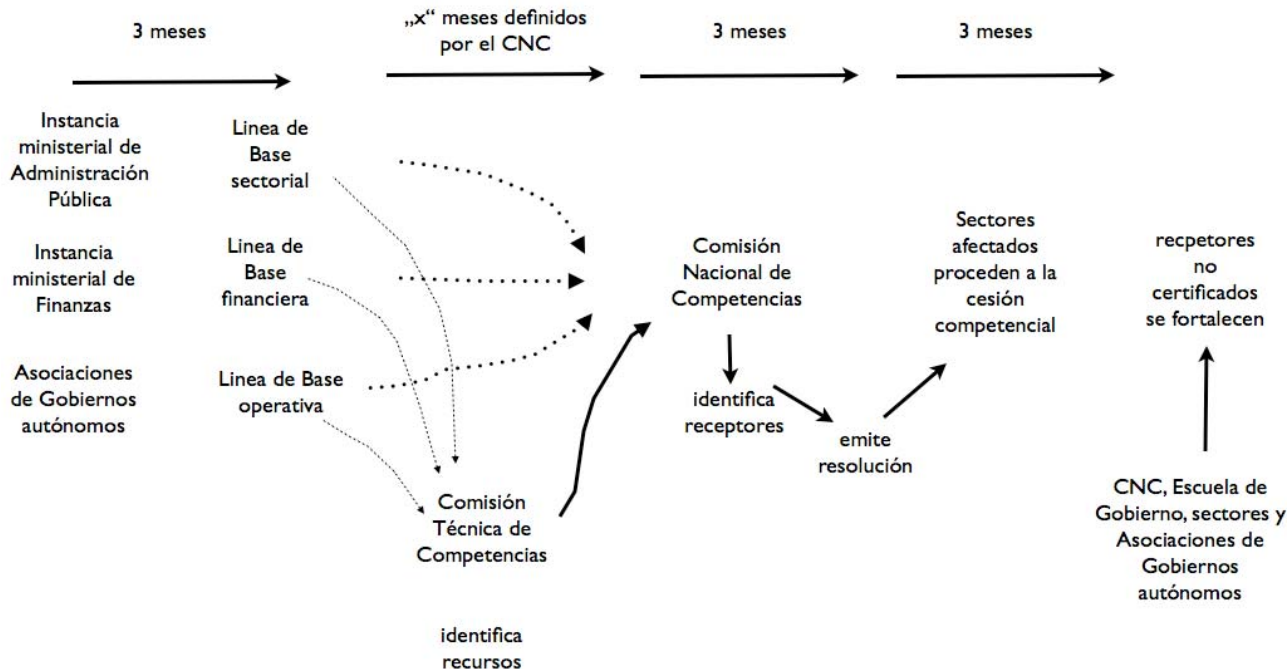 3 meses
„x“ meses definidos
por el CNC
3 meses
3 meses
Instancia
ministerial de
Administración
Pública
Linea de
Base
sectorial
Instancia
ministerial de
Finanzas
Linea de
Base
financiera
Asociaciones
de Gobiernos
autónomos
Linea de Base
operativa
Comisión
Técnica de
Competencias
identifica
recursos
Comisión
Nacional de
Competencias
identifica
receptores
emite
resolución
Sectores
afectados
proceden a la
cesión
competencial
recpetores
no
certificados
se fortalecen
CNC, Escuela de
Gobierno, sectores y
Asociaciones de
Gobiernos
autónomos